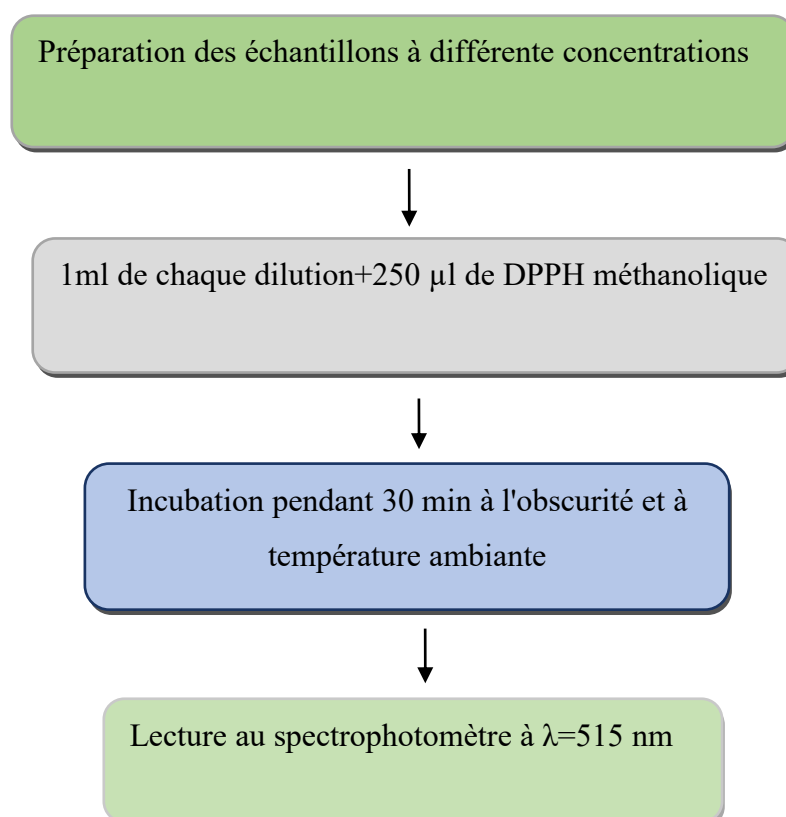 Préparation des échantillons à différente concentrations
1ml de chaque dilution+250 µl de DPPH méthanolique
Incubation pendant 30 min à l'obscurité et à
température ambiante
Lecture au spectrophotomètre à λ=515 nm